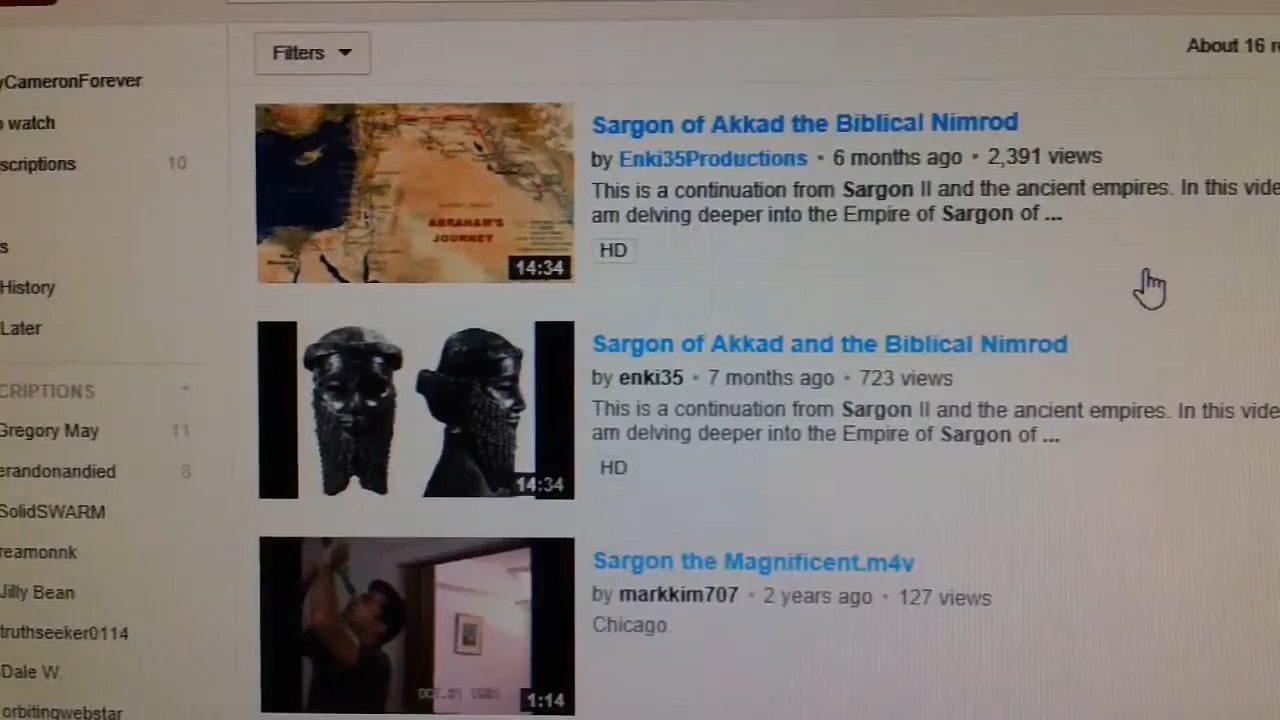 Filters
About 16 re
yCameronForever
o watch
scriptions 10
s
History
Later
CRIPTIONS
Gregory May 11
erandonandied 8
SolidSWARM
reamonnk
Jilly Bean
truthseeker0114
Dale W.
orbitingwebstar
ABRAHAM'S
JOURNEY
14:34
Sargon of Akkad the Biblical Nimrod
by Enki35Productions • 6 months ago • 2,391 views
This is a continuation from Sargon II and the ancient empires. In this vide
am delving deeper into the Empire of Sargon of ...
HD
14:34
Sargon of Akkad and the Biblical Nimrod
by enki35 • 7 months ago • 723 views
This is a continuation from Sargon II and the ancient empires. In this vide
am delving deeper into the Empire of Sargon of ...
HD
1:14
Sargon the Magnificent.m4v
by markkim707 • 2 years ago • 127 views
Chicago.